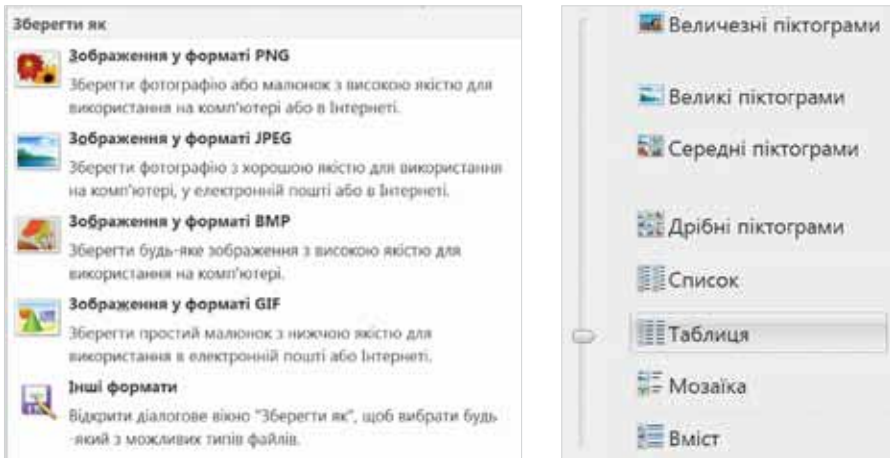 Зберегти як
Зображення у форматі PNG
Зберегти фотографію або малюнок з високою якістю для
використання на комп'ютері або в Інтернеті.
Зображення у форматі JPEG
Зберегти фотографію з хорошою якістю для використання
на комп'ютері, у електронній пошті або в Інтернеті.
Зображення у форматі BMP
Зберегти будь-яке зображення з високою якістю для
використання на комп'ютері.
Зображення у форматі GIF
Зберегти простий малюнок з нижчою якістю для
використання в електронній пошті або Інтернеті.
Інші формати
Відкрити діалогове вікно "Зберегти як", щоб вибрати будь
-який з можливих типів файлів.
Величезні піктограми
Великі піктограми
Середні піктограми
Дрібні піктограми
Список
Таблиця
Мозаїка
Вміст